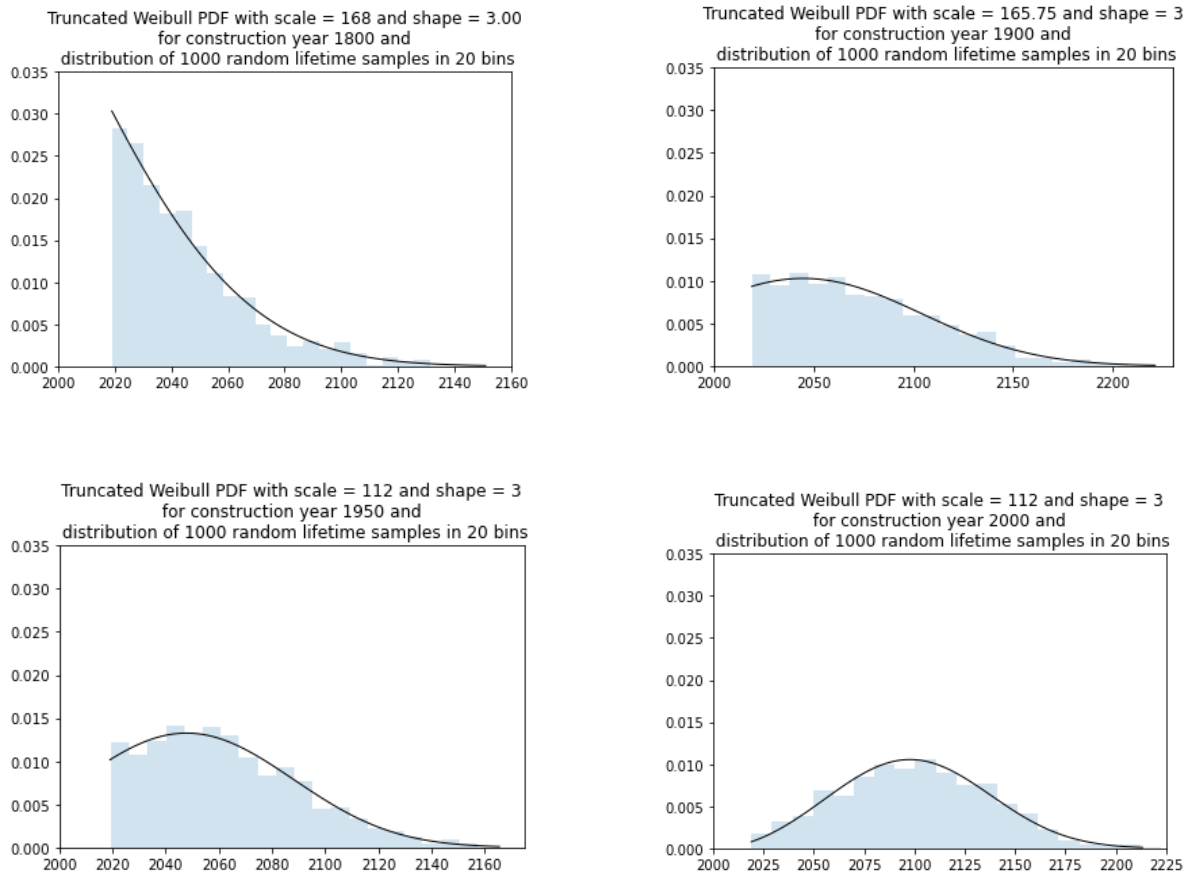 Truncated Weibull PDF with scale = 168 and shape = 3.00
for construction year 1800 and
distribution of 1000 random lifetime samples in 20 bins
0.035
0.030
0.025
0.020
0.015
0.010
0.005
0.000
2000 2020 2040 2060 2080 2100 2120 2140 2160
Truncated Weibull PDF with scale = 165.75 and shape = 3
for construction year 1900 and
distribution of 1000 random lifetime samples in 20 bins
0.035
0.030
0.025
0.020
0.015
0.010
0.005
0.000
2000 2050 2100 2150 2200
Truncated Weibull PDF with scale = 112 and shape = 3
for construction year 1950 and
distribution of 1000 random lifetime samples in 20 bins
0.035
0.030
0.025
0.020
0.015
0.010
0.005
0.000
2000 2020 2040 2060 2080 2100 2120 2140 2160
Truncated Weibull PDF with scale = 112 and shape = 3
for construction year 2000 and
distribution of 1000 random lifetime samples in 20 bins
0.035
0.030
0.025
0.020
0.015
0.010
0.005
0.000
2000 2025 2050 2075 2100 2125 2150 2175 2200 2225